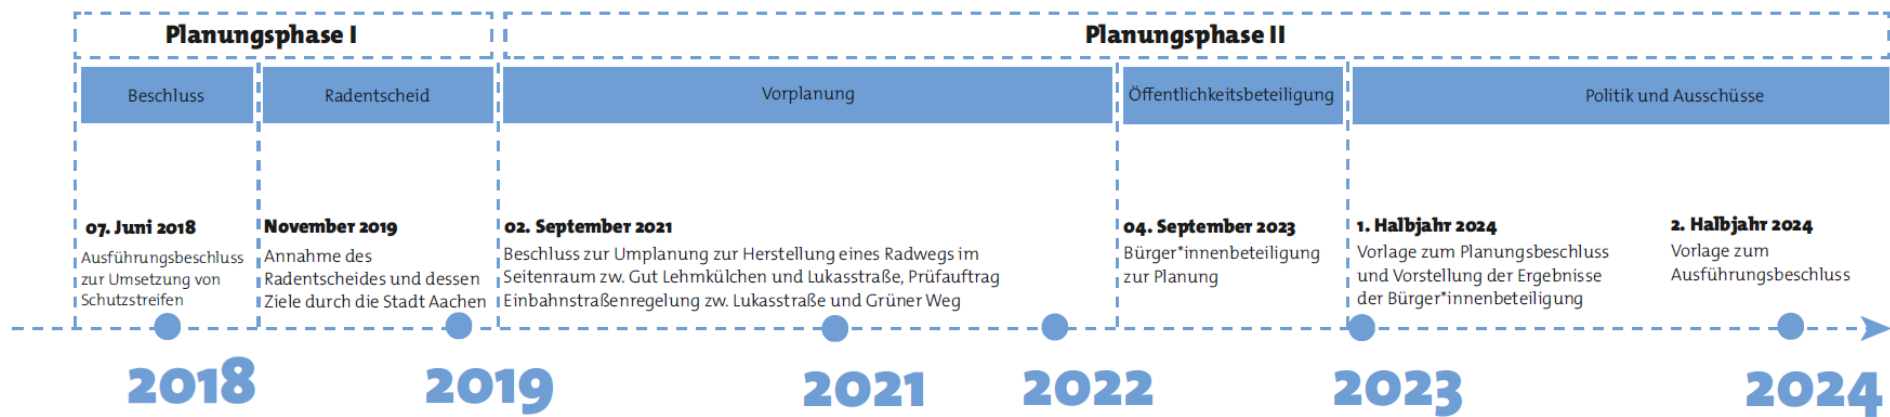 Planungsphase I
Planungsphase II
Beschluss
Radentscheid
Vorplanung
Öffentlichkeitsbeteiligung
Politik und Ausschüsse
07. Juni 2018
Ausführungsbeschluss
zur Umsetzung von
Schutzstreifen
November 2019
Annahme des
Radentscheides und dessen
Ziele durch die Stadt Aachen
02. September 2021
Beschluss zur Umplanung zur Herstellung eines Radwegs im
Seitenraum zw. Gut Lehmkülchen und Lukasstraße, Prüfauftrag
Einbahnstraßenregelung zw. Lukasstraße und Grüner Weg
04. September 2023
Bürger*innenbeteiligung
zur Planung
1. Halbjahr 2024
Vorlage zum Planungsbeschluss
und Vorstellung der Ergebnisse
der Bürger*innenbeteiligung
2. Halbjahr 2024
Vorlage zum
Ausführungsbeschluss
2018
2019
2021
2022
2023
2024